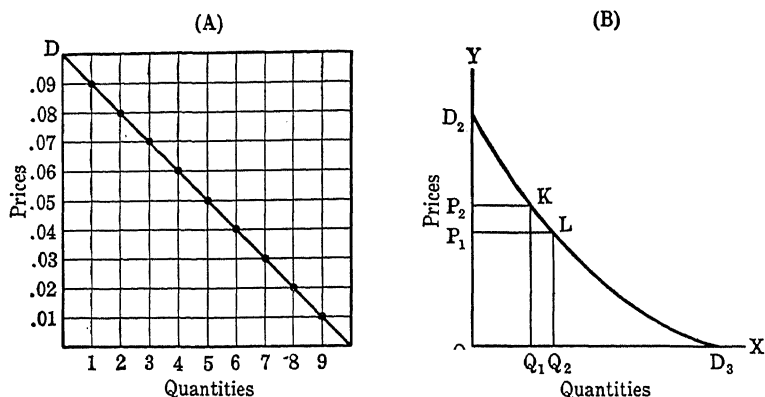 (A)
D
.09
.08
.07
.06
.05
.04
.03
.02
.01
Prices
1 2 3 4 5 6 7 8 9
Quantities
(B)
Y
D2
P2
P1
Prices
K
L
Q1 Q2
D3
X
Quantities